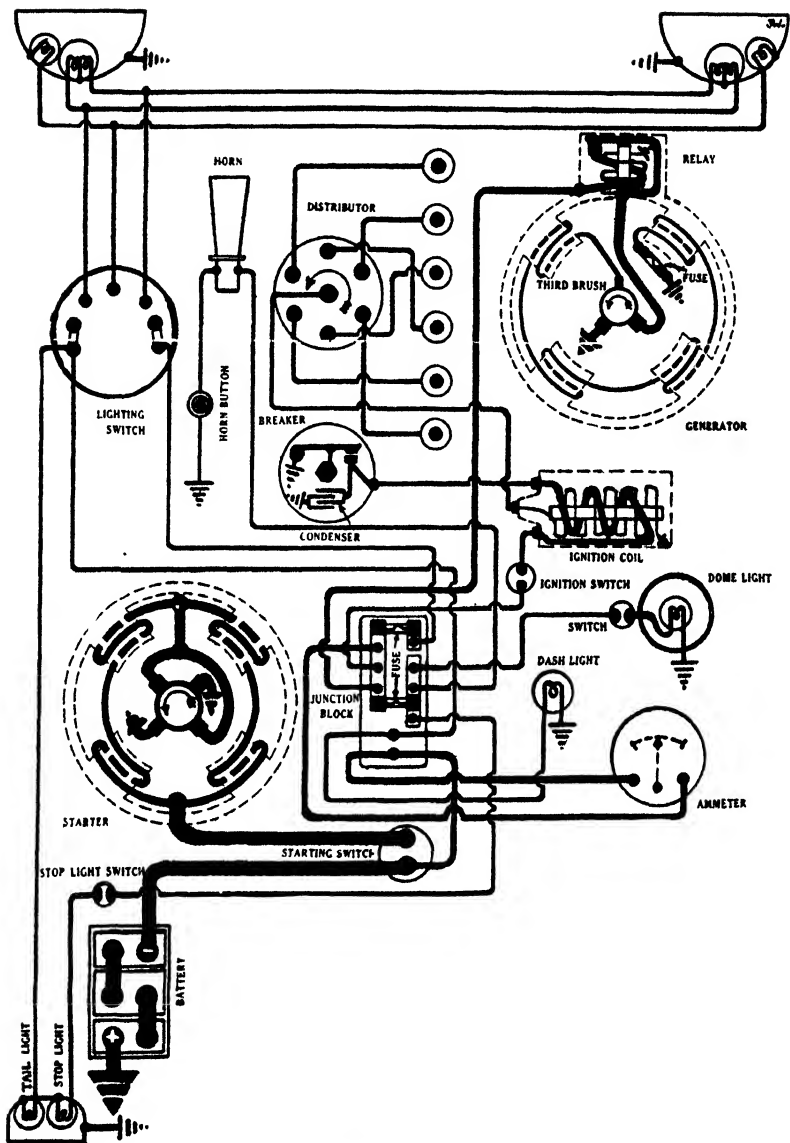 HORN
RELAY
DISTRIBUTOR
THIRD BRUSH
FUSE
LIGHTING
SWITCH
HORN BUTTON
BREAKER
GENERATOR
CONDENSER
IGNITION COIL
IGNITION SWITCH
DOME LIGHT
SWITCH
FUSE
DASH LIGHT
JUNCTION
BLOCK
STARTER
AMMETER
STARTING SWITCH
STOP LIGHT SWITCH
BATTERY
TAIL LIGHT
STOP LIGHT